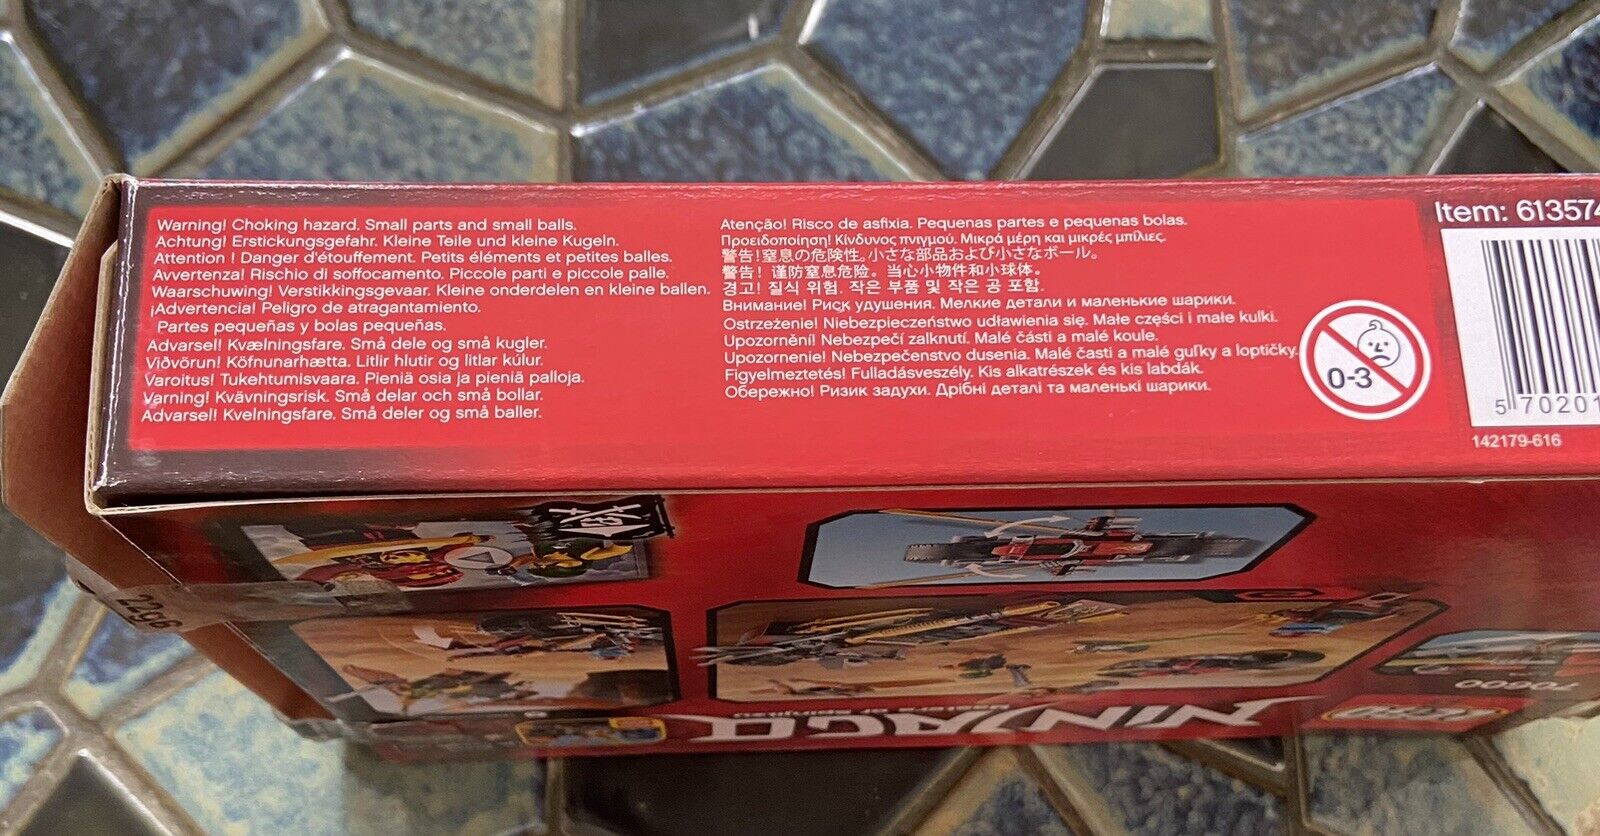 Warning! Choking hazard. Small parts and small balls.
Achtung! Erstickungsgefahr. Kleine Teile und kleine Kugeln.
Attention ! Danger d'étouffement. Petits éléments et petites balles.
Avvertenza! Rischio di soffocamento. Piccole parti e piccole palle.
Waarschuwing! Verstikkingsgevaar. Kleine onderdelen en kleine ballen.
¡Advertencia! Peligro de atragantamiento.
Partes pequeñas y bolas pequeñas.
Advarsel! Kvælningsfare. Små dele og små kugler.
Viðvörun! Köfnunarhætta. Litlir hlutir og litlar kúlur.
Varoitus! Tukehtumisvaara. Pieniä osia ja pieniä palloja.
Varning! Kvävningsrisk. Små delar och små bollar.
Advarsel! Kvelningsfare. Små deler og små baller.
Atenção! Risco de asfixia. Pequenas partes e pequenas bolas.
Προειδοποίηση! Κίνδυνος πνιγμού. Μικρά μέρη και μικρές μπίλιες.
警告!窒息の危険性。小さな部品および小さなボール。
警告！谨防窒息危险。当心小物件和小球体。
경고! 질식 위험. 작은 부품 및 작은 공 포함.
Внимание! Риск удушения. Мелкие детали и маленькие шарики.
Ostrzeżenie! Niebezpieczeństwo udławienia się. Małe części i małe kulki.
Upozornění! Nebezpečí zalknutí. Malé části a malé koule.
Upozornenie! Nebezpečenstvo dusenia. Malé časti a malé guľky a loptičky.
Figyelmeztetés! Fulladásveszély. Kis alkatrészek és kis labdák.
Обережно! Ризик задухи. Дрібні деталі та маленькі шарики.
0-3
Item: 613574
5 70201
142179-616
22g6
70600
NINJAGO
MASTERS OF SPINJITZU